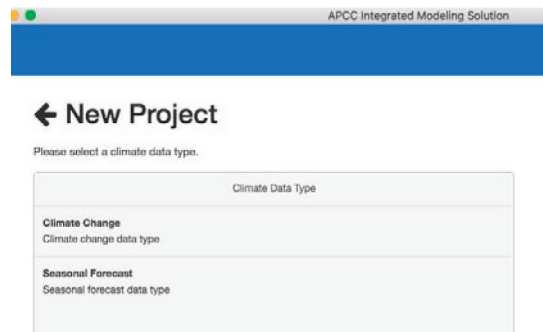 APCC Integrated Modeling Solution
New Project
Please select a climate data type.
Climate Data Type
Climate Change
Climate change data type
Seasonal Forecast
Seasonal forecast data type